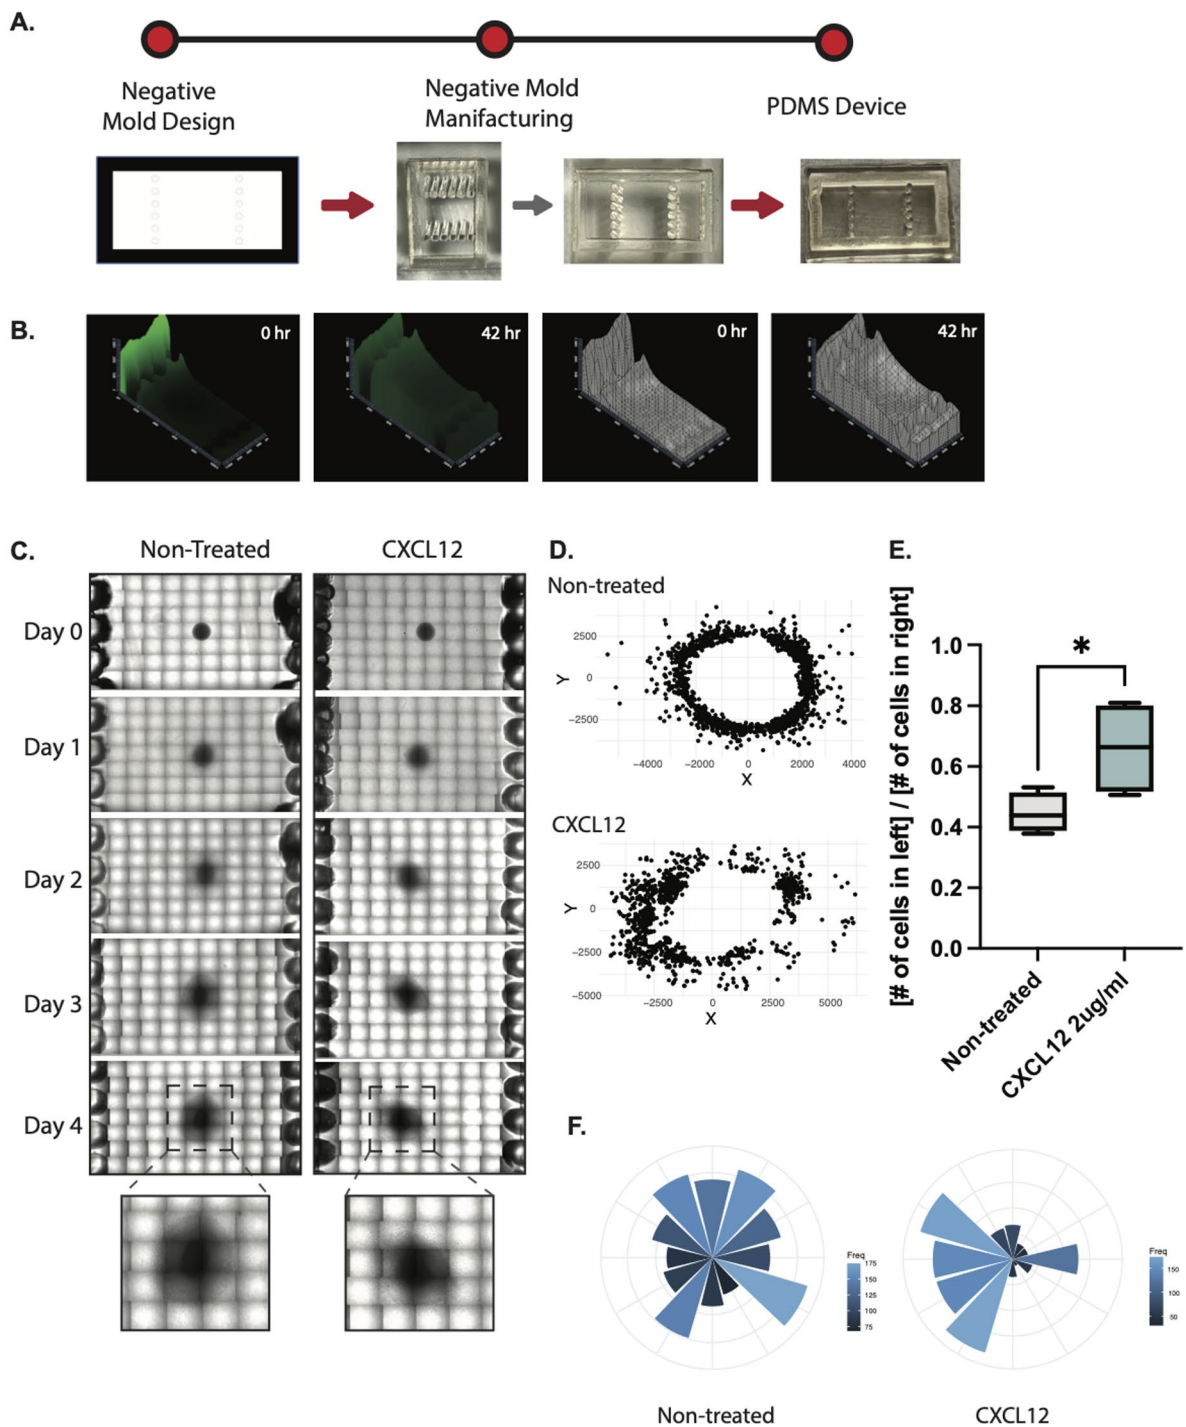 A.
Negative
Mold Design
Negative Mold
Manifacturing
PDMS Device
B.
0 hr
42 hr
0 hr
42 hr
C.
Non-Treated
CXCL12
Day 0
Day 1
Day 2
Day 3
Day 4
D.
Non-treated
2500
0
−2500
Y
−4000
−2000
0
2000
4000
X
CXCL12
2500
0
−2500
−5000
Y
−2500
0
2500
5000
X
E.
[# of cells in left] / [# of cells in right]
1.0
0.8
0.6
0.4
0.2
0.0
*
Non-treated
CXCL12 2ug/ml
F.
Freq
175
150
125
100
75
Non-treated
Freq
150
100
50
CXCL12